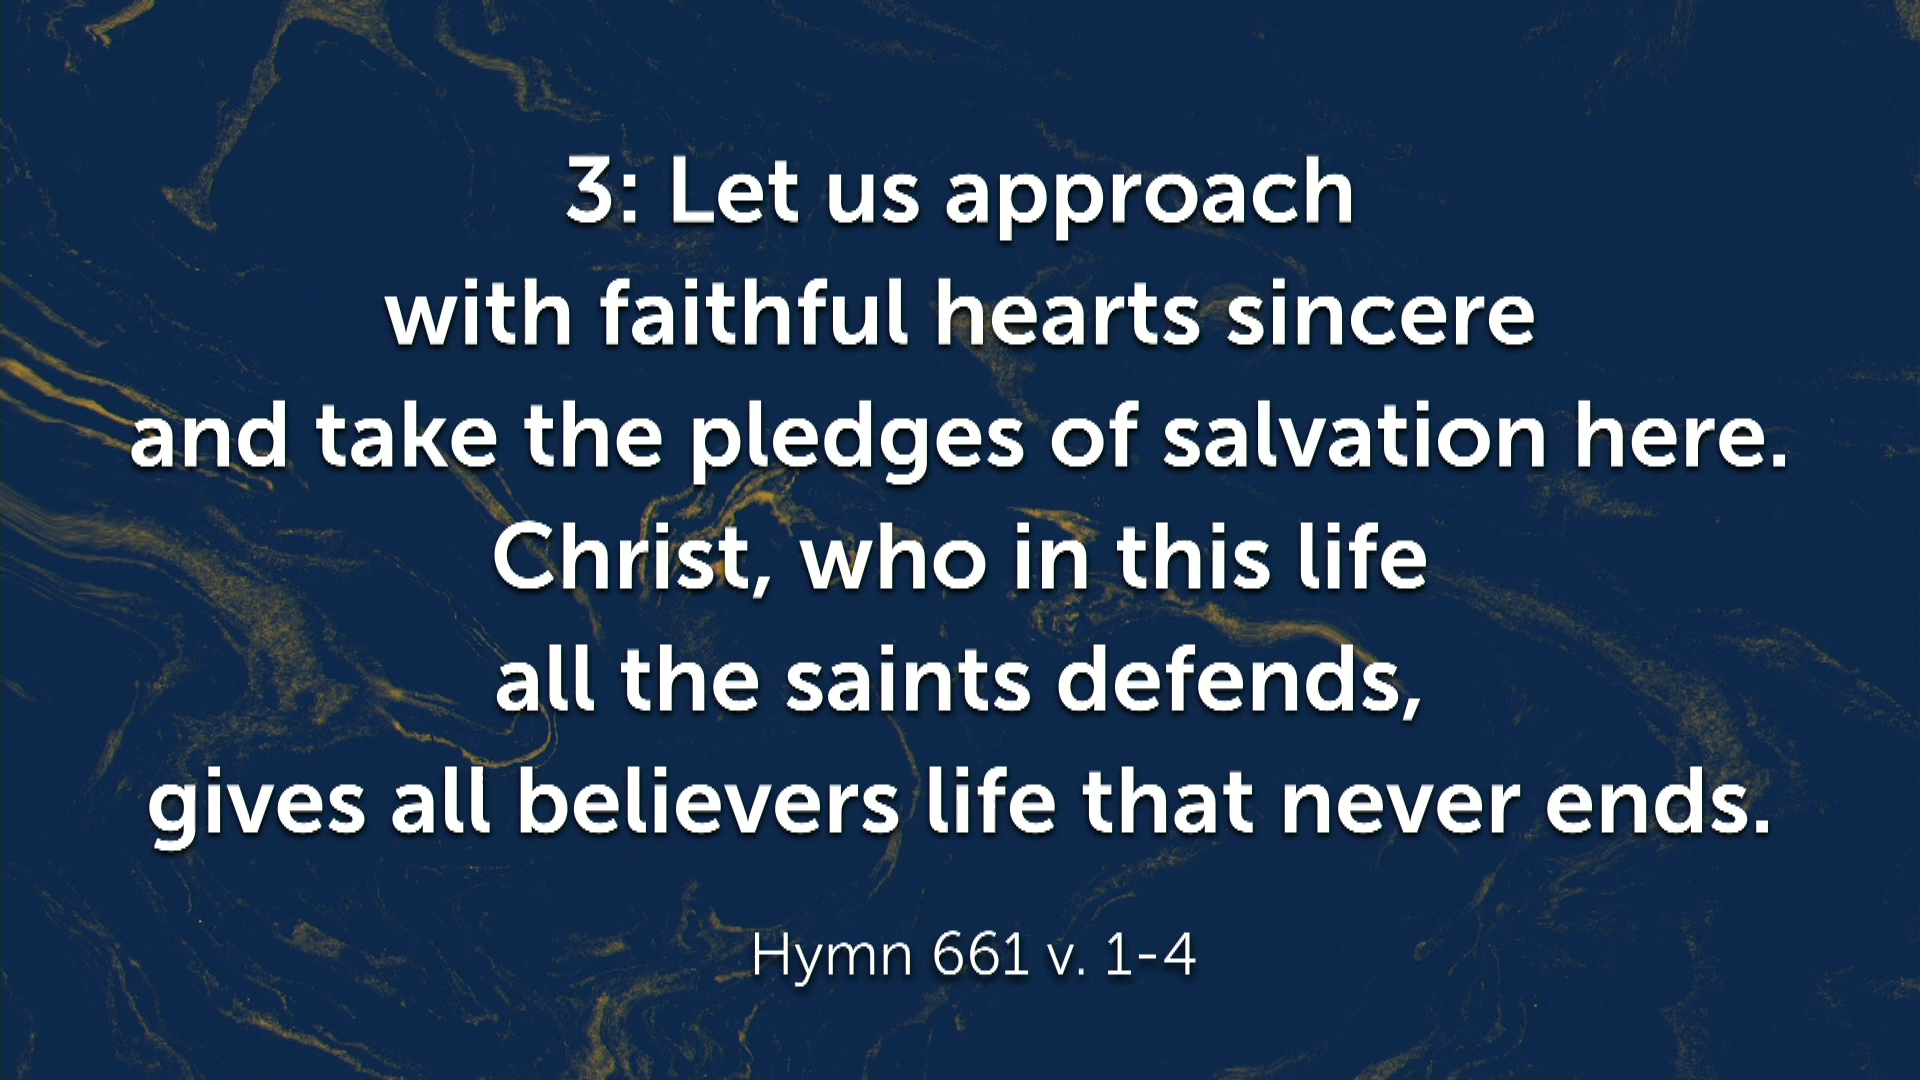 3: Let us approach
with faithful hearts sincere
and take the pledges of salvation here.
Christ, who in this life
all the saints defends,
gives all believers life that never ends.
Hymn 661 v. 1-4